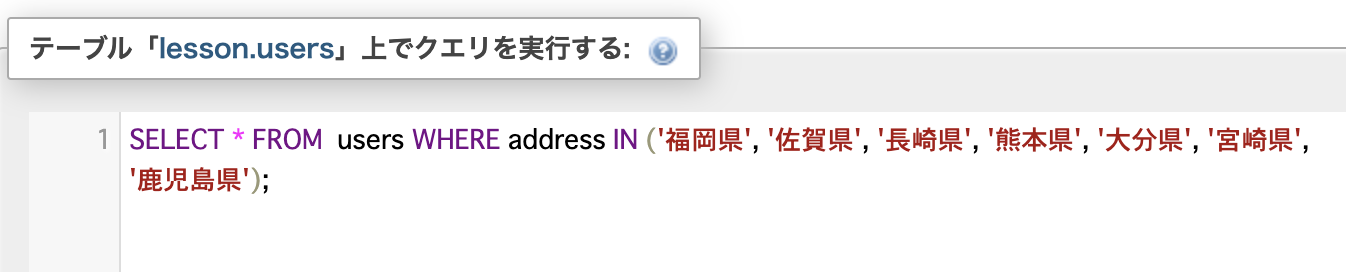 テーブル「lesson.users」上でクエリを実行する:
1 SELECT * FROM  users WHERE address IN ('福岡県', '佐賀県', '長崎県', '熊本県', '大分県', '宮崎県',
'鹿児島県');